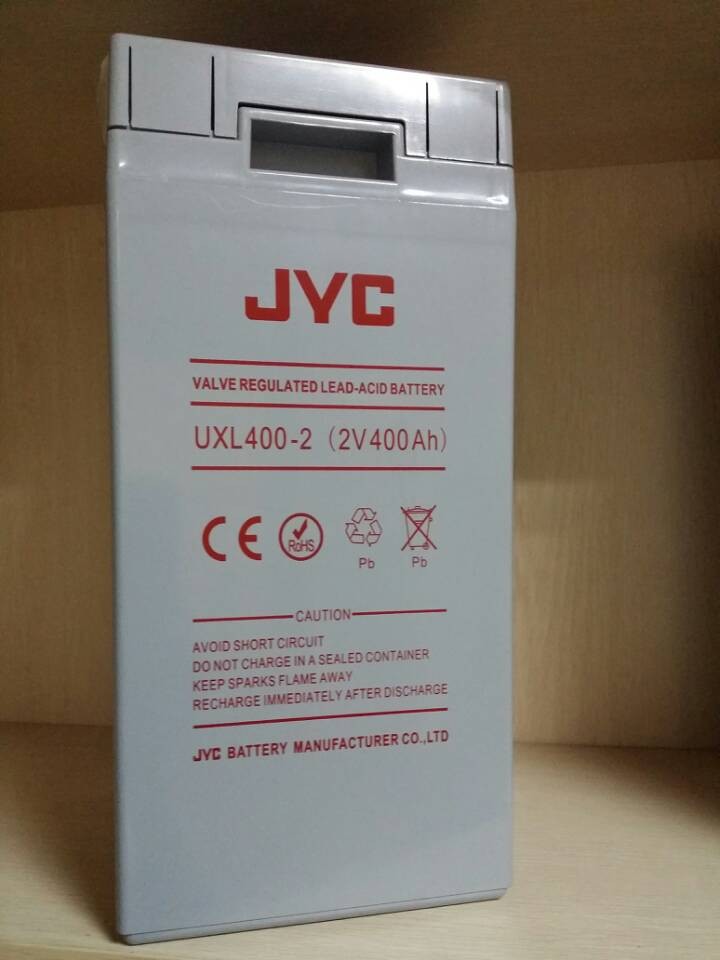 JYC
VALVE REGULATED LEAD-ACID BATTERY
UXL400-2 (2V400Ah)
CE RoHS
Pb Pb
CAUTION
AVOID SHORT CIRCUIT
DO NOT CHARGE IN A SEALED CONTAINER
KEEP SPARKS FLAME AWAY
RECHARGE IMMEDIATELY AFTER DISCHARGE
JYC BATTERY MANUFACTURER CO.,LTD